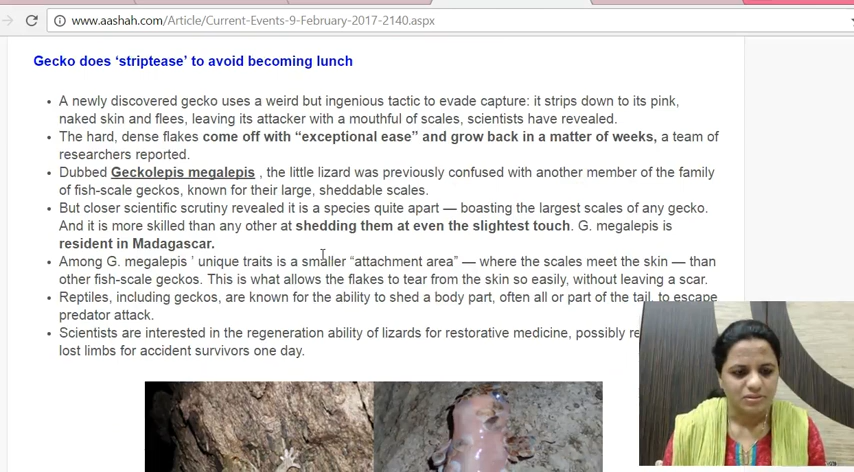 www.aashah.com/Article/Current-Events-9-February-2017-2140.aspx
Gecko does ‘striptease’ to avoid becoming lunch
• A newly discovered gecko uses a weird but ingenious tactic to evade capture: it strips down to its pink,
naked skin and flees, leaving its attacker with a mouthful of scales, scientists have revealed.
• The hard, dense flakes come off with “exceptional ease” and grow back in a matter of weeks, a team of
researchers reported.
• Dubbed Geckolepis megalepis , the little lizard was previously confused with another member of the family
of fish-scale geckos, known for their large, sheddable scales.
• But closer scientific scrutiny revealed it is a species quite apart — boasting the largest scales of any gecko.
And it is more skilled than any other at shedding them at even the slightest touch. G. megalepis is
resident in Madagascar.
• Among G. megalepis ’ unique traits is a smaller “attachment area” — where the scales meet the skin — than
other fish-scale geckos. This is what allows the flakes to tear from the skin so easily, without leaving a scar.
• Reptiles, including geckos, are known for the ability to shed a body part, often all or part of the tail, to escape
predator attack.
• Scientists are interested in the regeneration ability of lizards for restorative medicine, possibly re
lost limbs for accident survivors one day.